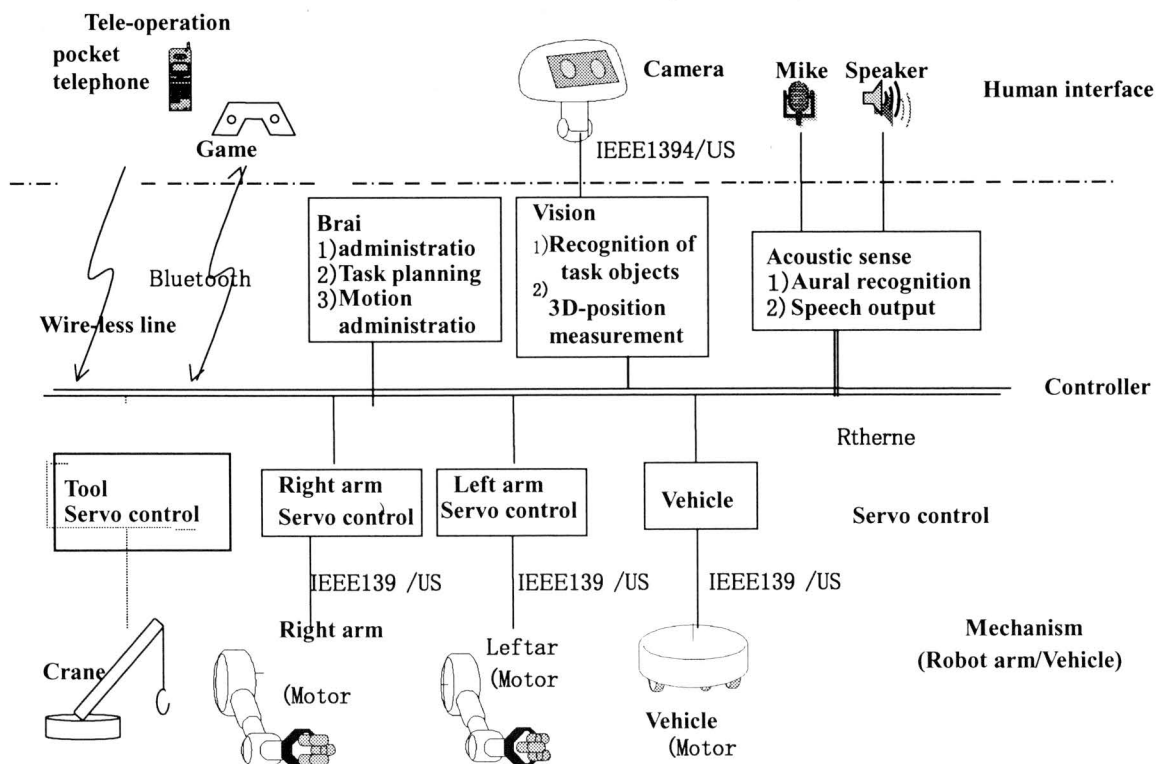 Tele-operation
pocket
telephone
Game
Camera
Mike
Speaker
Human interface
IEEE1394/US
Brai
1)administratio
2)Task planning
3)Motion
administratio
Vision
1)Recognition of
task objects
2)
3D-position
measurement
Acoustic sense
1)Aural recognition
2)Speech output
Bluetooth
Wire-less line
Controller
Rtherne
Tool
Servo control
Right arm
Servo control)
Left arm
Servo control
Vehicle
Servo control
IEEE139 /US
IEEE139 /US
IEEE139 /US
Crane
Right arm
(Motor
Leftar
(Motor
Vehicle
(Motor
Mechanism
(Robot arm/Vehicle)